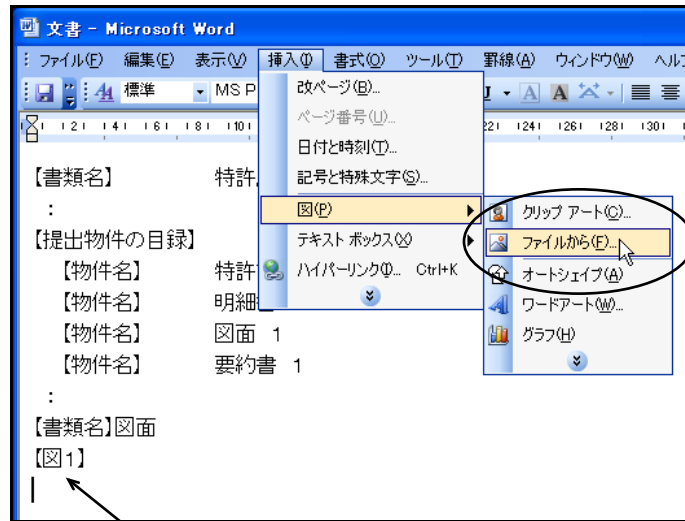 文書 - Microsoft Word
ファイル(F) 編集(E) 表示(V) 挿入(I) 書式(O) ツール(T) 罫線(A) ウィンドウ(W)
標準 MS P
改ページ(B)...
ページ番号(U)...
日付と時刻(T)...
記号と特殊文字(S)...
図(P)
テキスト ボックス(X)
ハイパーリンク(I)... Ctrl+K
クリップ アート(C)...
ファイルから(F)...
オートシェイプ(A)
ワードアート(W)...
グラフ(H)
【書類名】 特許
:
【提出物件の目録】
【物件名】 特許
【物件名】 明細
【物件名】 図面 1
【物件名】 要約書 1
:
【書類名】図面
【図1】